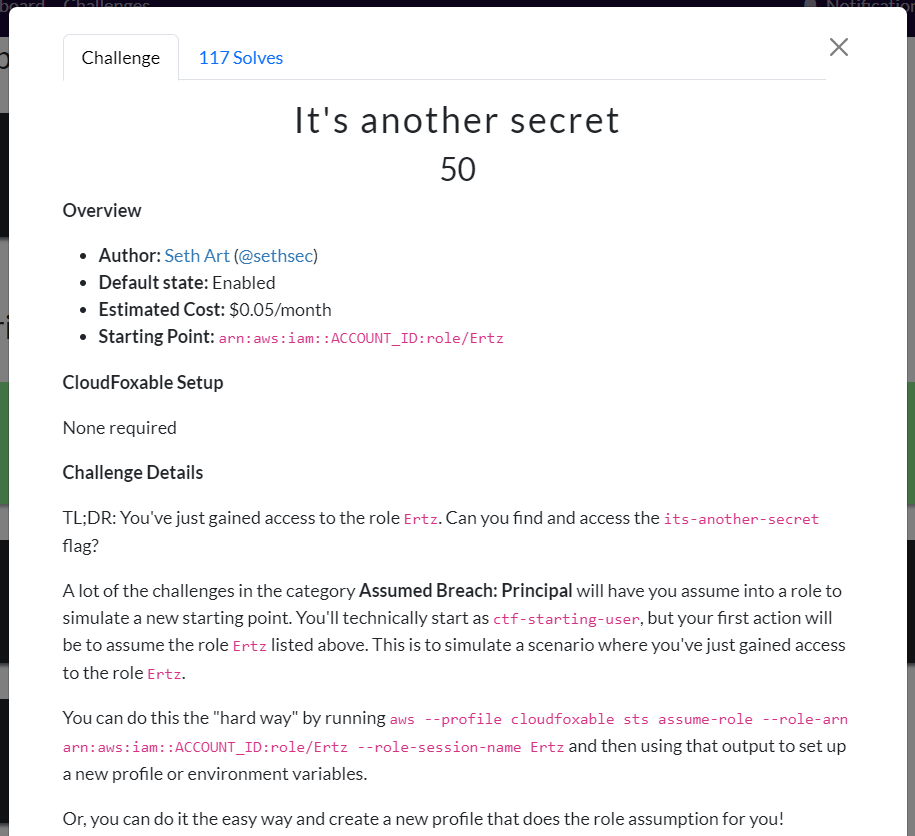 board Challenges Notification
Challenge 117 Solves
It's another secret
50
Overview
• Author: Seth Art (@sethsec)
• Default state: Enabled
• Estimated Cost: $0.05/month
• Starting Point: arn:aws:iam::ACCOUNT_ID:role/Ertz
CloudFoxable Setup
None required
Challenge Details
TL;DR: You've just gained access to the role Ertz. Can you find and access the its-another-secret
flag?
A lot of the challenges in the category Assumed Breach: Principal will have you assume into a role to
simulate a new starting point. You'll technically start as ctf-starting-user, but your first action will
be to assume the role Ertz listed above. This is to simulate a scenario where you've just gained access
to the role Ertz.
You can do this the "hard way" by running aws --profile cloudfoxable sts assume-role --role-arn
arn:aws:iam::ACCOUNT_ID:role/Ertz --role-session-name Ertz and then using that output to set up
a new profile or environment variables.
Or, you can do it the easy way and create a new profile that does the role assumption for you!